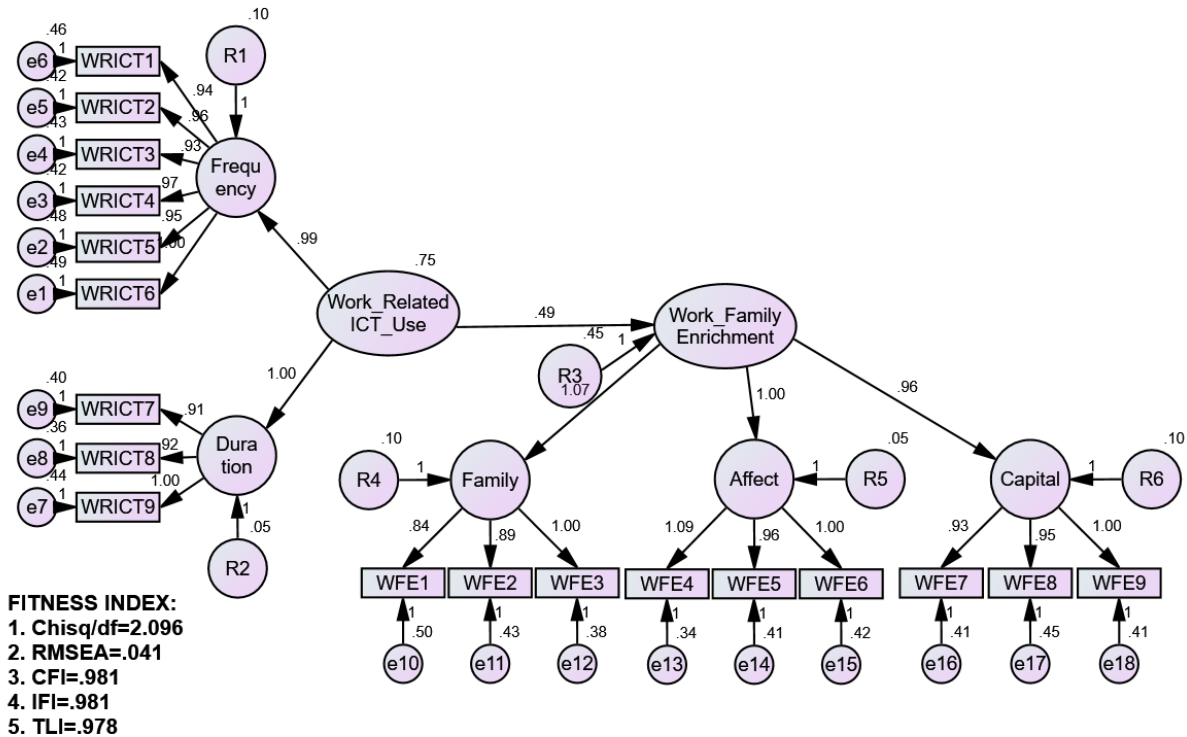 .46
.10
e6
1
WRICT1
R1
.42
.94
1
e5
1
WRICT2
.96
.43
e4
1
WRICT3
.93
Frequ
ency
.42
e3
1
WRICT4
.97
.48
.95
e2
1
WRICT5
1.00
.99
.49
e1
1
WRICT6
.75
Work_Related
ICT_Use
.49
Work_Family
Enrichment
.45
1
R3
1.07
1.00
.96
1.00
.40
e9
1
WRICT7
.91
.36
e8
1
WRICT8
.92
Dura
tion
.44
1.00
e7
1
WRICT9
1
.05
R2
.10
R4
1
Family
Affect
1
.05
R5
Capital
1
.10
R6
.84
.89
1.00
1.09
.96
1.00
.93
.95
1.00
WFE1
WFE2
WFE3
WFE4
WFE5
WFE6
WFE7
WFE8
WFE9
1
1
1
1
1
1
1
1
1
.50
.43
.38
.34
.41
.42
.41
.45
.41
e10
e11
e12
e13
e14
e15
e16
e17
e18
FITNESS INDEX:
1. Chisq/df=2.096
2. RMSEA=.041
3. CFI=.981
4. IFI=.981
5. TLI=.978